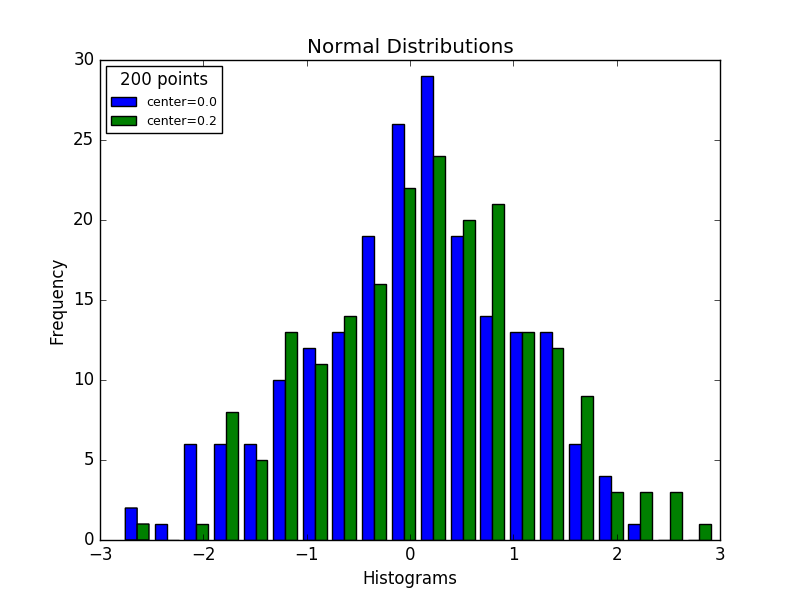 Normal Distributions
200 points
center=0.0
center=0.2
Frequency
30
25
20
15
10
5
0
−3 −2 −1 0 1 2 3
Histograms